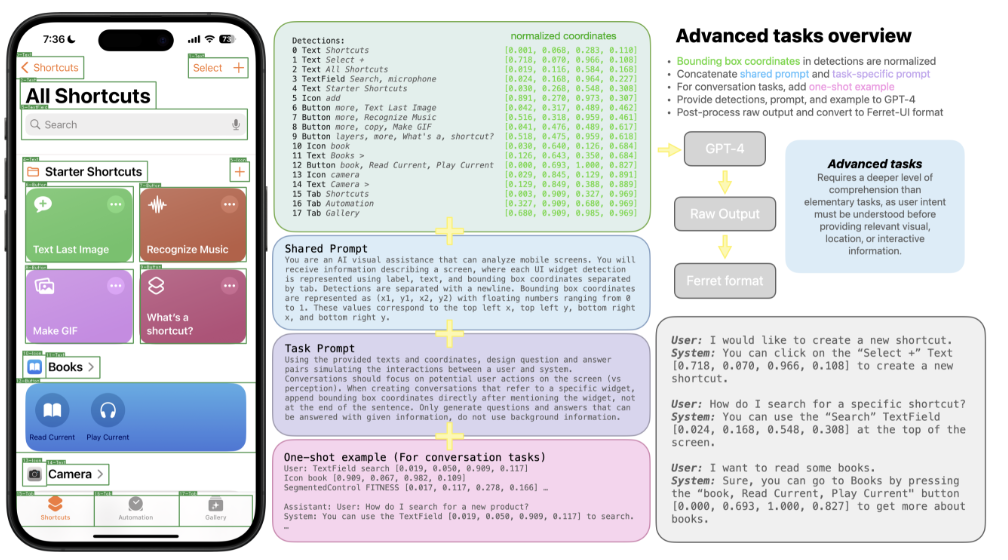 7:36
73
Shortcuts
Select +
All Shortcuts
Search
Starter Shortcuts
+
Text Last Image
Recognize Music
Make GIF
What's a
shortcut?
Books >
Read Current
Play Current
Camera >
Shortcuts
Automation
Gallery
Detections:
normalized coordinates
0 Text Shortcuts [0.001, 0.068, 0.283, 0.110]
1 Text Select + [0.718, 0.070, 0.966, 0.108]
2 Text All Shortcuts [0.019, 0.116, 0.584, 0.168]
3 TextField Search, microphone [0.024, 0.168, 0.964, 0.227]
4 Text Starter Shortcuts [0.030, 0.268, 0.548, 0.308]
5 Icon add [0.891, 0.270, 0.973, 0.307]
6 Button more, Text Last Image [0.042, 0.317, 0.489, 0.462]
7 Button more, Recognize Music [0.516, 0.318, 0.959, 0.461]
8 Button more, copy, Make GIF [0.041, 0.476, 0.489, 0.617]
9 Button layers, more, What's a, shortcut? [0.518, 0.475, 0.959, 0.618]
10 Icon book [0.030, 0.640, 0.126, 0.684]
11 Text Books > [0.126, 0.643, 0.350, 0.684]
12 Button book, Read Current, Play Current [0.000, 0.693, 1.000, 0.827]
13 Icon camera [0.029, 0.845, 0.129, 0.891]
14 Text Camera > [0.129, 0.849, 0.388, 0.889]
15 Tab Shortcuts [0.003, 0.909, 0.327, 0.969]
16 Tab Automation [0.327, 0.909, 0.680, 0.969]
17 Tab Gallery [0.680, 0.909, 0.985, 0.969]
Shared Prompt
You are an AI visual assistance that can analyze mobile screens. You will
receive information describing a screen, where each UI widget detection
is represented using label, text, and bounding box coordinates separated
by tab. Detections are separated with a newline. Bounding box coordinates
are represented as (x1, y1, x2, y2) with floating numbers ranging from 0
to 1. These values correspond to the top left x, top left y, bottom right
x, and bottom right y.
Task Prompt
Using the provided texts and coordinates, design question and answer
pairs simulating the interactions between a user and system.
Conversations should focus on potential user actions on the screen (vs
perception). When creating conversations that refer to a specific widget,
append bounding box coordinates directly after mentioning the widget, not
at the end of the sentence. Only generate questions and answers that can
be answered with given information, do not use background information.
One-shot example (For conversation tasks)
User: TextField search [0.019, 0.050, 0.909, 0.117]
Icon book [0.909, 0.067, 0.982, 0.109]
SegmentedControl FITNESS [0.017, 0.117, 0.278, 0.166] …
Assistant: User: How do I search for a new product?
System: You can use the TextField [0.019, 0.050, 0.909, 0.117] to search.
…
Advanced tasks overview
• Bounding box coordinates in detections are normalized
• Concatenate shared prompt and task-specific prompt
• For conversation tasks, add one-shot example
• Provide detections, prompt, and example to GPT-4
• Post-process raw output and convert to Ferret-UI format
GPT-4
Raw Output
Ferret format
Advanced tasks
Requires a deeper level of
comprehension than
elementary tasks, as user intent
must be understood before
providing relevant visual,
location, or interactive
information.
User: I would like to create a new shortcut.
System: You can click on the “Select +” Text
[0.718, 0.070, 0.966, 0.108] to create a new
shortcut.
User: How do I search for a specific shortcut?
System: You can use the “Search” TextField
[0.024, 0.168, 0.548, 0.308] at the top of the
screen.
User: I want to read some books.
System: Sure, you can go to Books by pressing
the “book, Read Current, Play Current" button
[0.000, 0.693, 1.000, 0.827] to get more about
books.